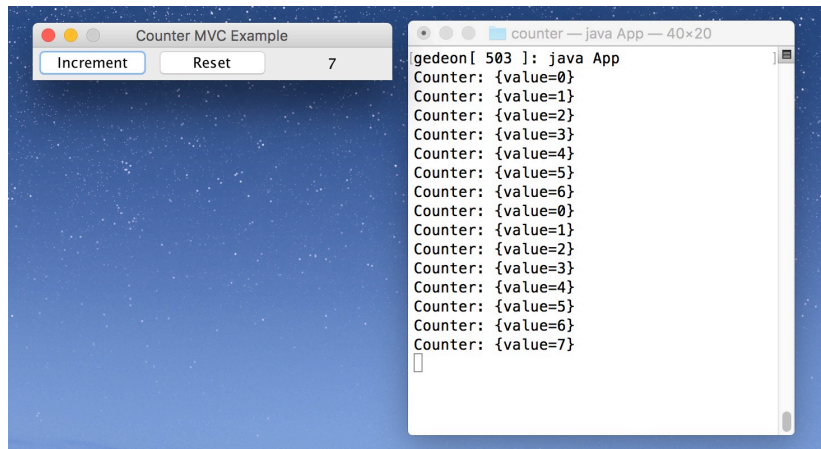 Counter MVC Example
Increment
Reset
7
counter — java App — 40×20
[gedeon[ 503 ]: java App ]
Counter: {value=0}
Counter: {value=1}
Counter: {value=2}
Counter: {value=3}
Counter: {value=4}
Counter: {value=5}
Counter: {value=6}
Counter: {value=0}
Counter: {value=1}
Counter: {value=2}
Counter: {value=3}
Counter: {value=4}
Counter: {value=5}
Counter: {value=6}
Counter: {value=7}